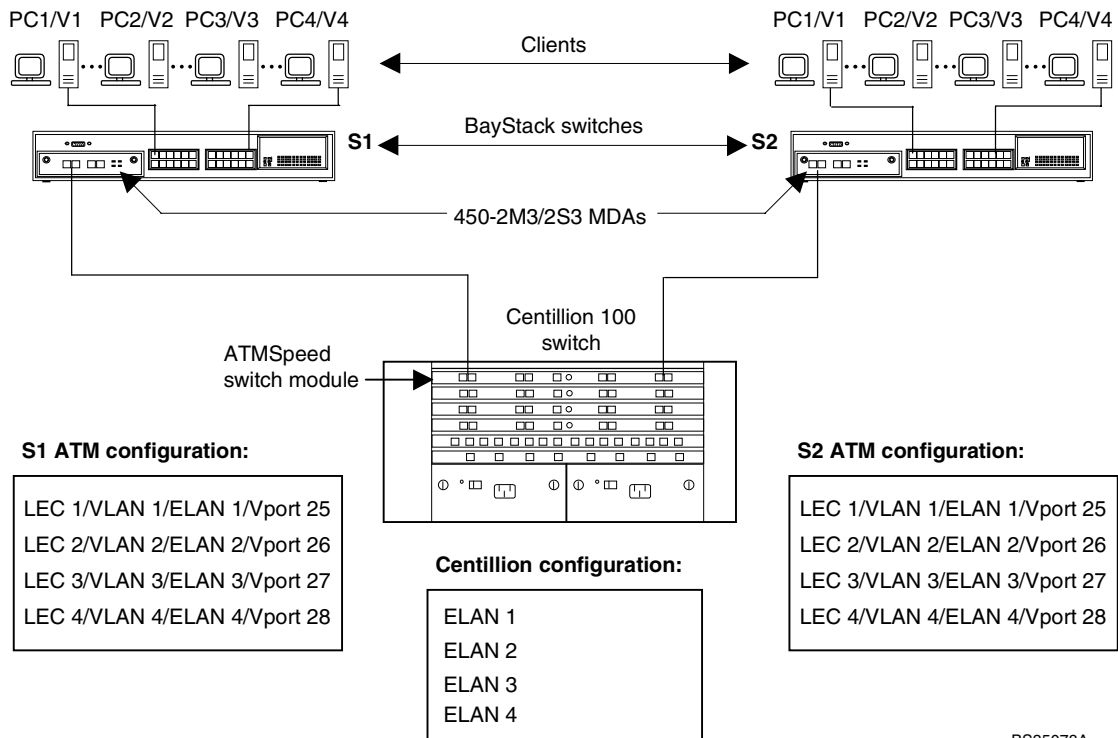 PC1/V1 PC2/V2 PC3/V3 PC4/V4
PC1/V1 PC2/V2 PC3/V3 PC4/V4
Clients
S1
BayStack switches
S2
450-2M3/2S3 MDAs
Centillion 100
switch
ATMSpeed
switch module
S1 ATM configuration:
LEC 1/VLAN 1/ELAN 1/Vport 25
LEC 2/VLAN 2/ELAN 2/Vport 26
LEC 3/VLAN 3/ELAN 3/Vport 27
LEC 4/VLAN 4/ELAN 4/Vport 28
Centillion configuration:
ELAN 1
ELAN 2
ELAN 3
ELAN 4
S2 ATM configuration:
LEC 1/VLAN 1/ELAN 1/Vport 25
LEC 2/VLAN 2/ELAN 2/Vport 26
LEC 3/VLAN 3/ELAN 3/Vport 27
LEC 4/VLAN 4/ELAN 4/Vport 28